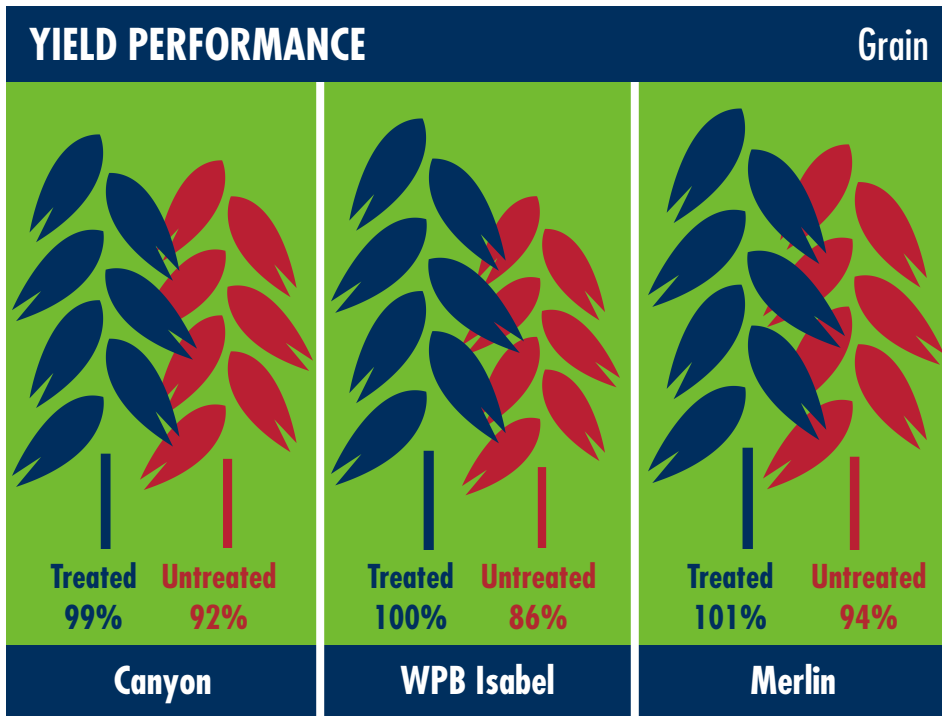 YIELD PERFORMANCE Grain
Treated Untreated Treated Untreated Treated Untreated
99% 92% 100% 86% 101% 94%
Canyon WPB Isabel Merlin